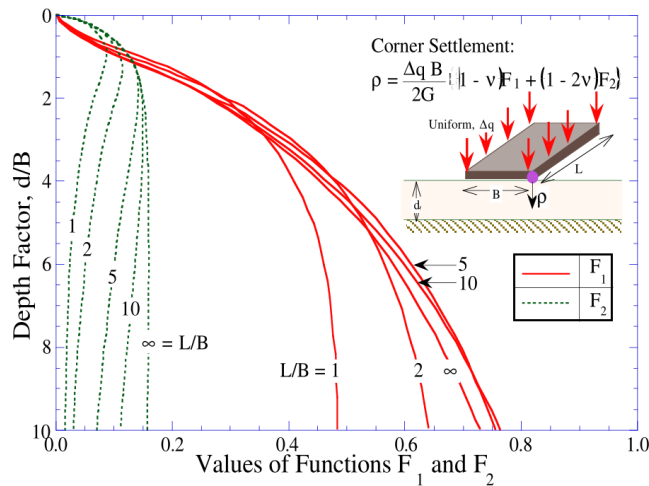 0
2
4
6
8
10
Depth Factor, d/B
Corner Settlement:
ρ = Δq B / 2G {(1 - ν)F1 + (1 - 2ν)F2}
Uniform, Δq
L
B
d
ρ
F1
F2
1
2
5
10
∞ = L/B
5
10
L/B = 1
2
∞
0.0
0.2
0.4
0.6
0.8
1.0
Values of Functions F1 and F2